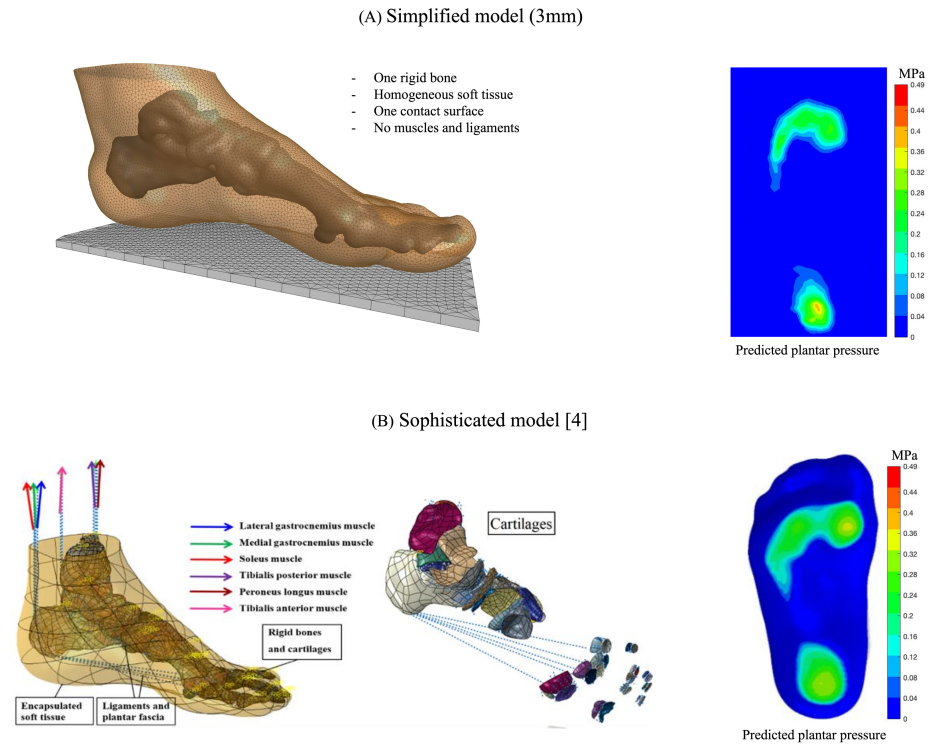 (A) Simplified model (3mm)
- One rigid bone
- Homogeneous soft tissue
- One contact surface
- No muscles and ligaments
MPa
0.49
0.44
0.4
0.36
0.32
0.28
0.24
0.2
0.16
0.12
0.08
0.04
0
Predicted plantar pressure
(B) Sophisticated model [4]
Lateral gastrocnemius muscle
Medial gastrocnemius muscle
Soleus muscle
Tibialis posterior muscle
Peroneus longus muscle
Tibialis anterior muscle
Rigid bones
and cartilages
Encapsulated
soft tissue
Ligaments and
plantar fascia
Cartilages
MPa
0.49
0.44
0.4
0.36
0.32
0.28
0.24
0.2
0.16
0.12
0.08
0.04
0
Predicted plantar pressure